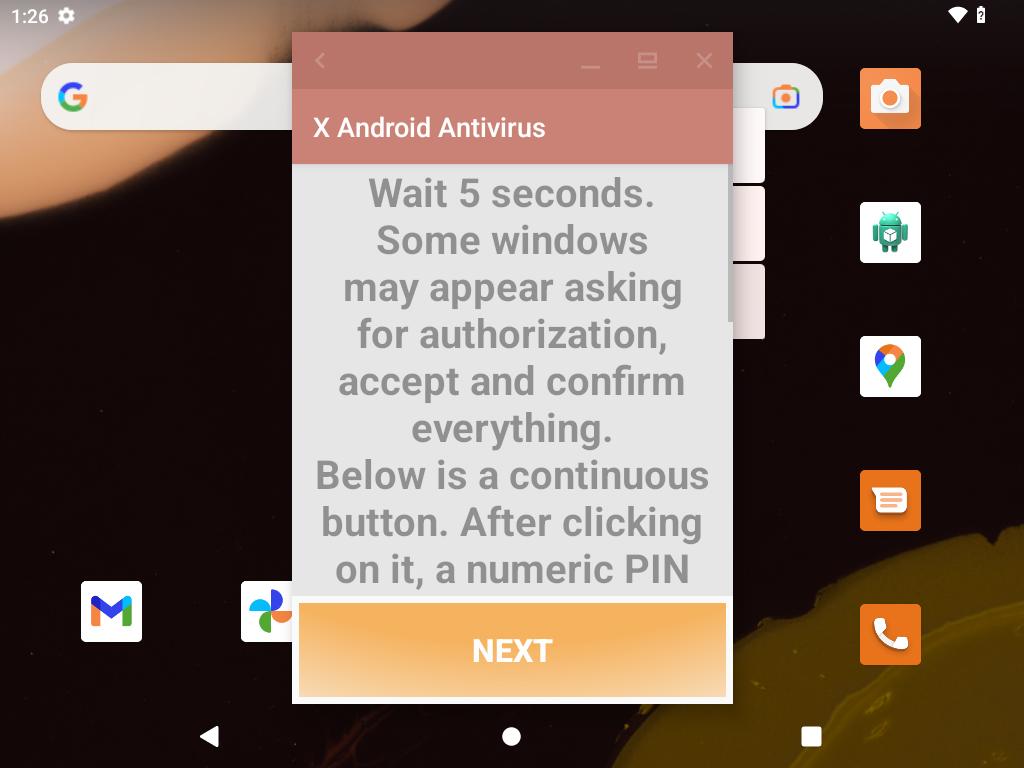 1:26
X Android Antivirus
Wait 5 seconds.
Some windows
may appear asking
for authorization,
accept and confirm
everything.
Below is a continuous
button. After clicking
on it, a numeric PIN
NEXT